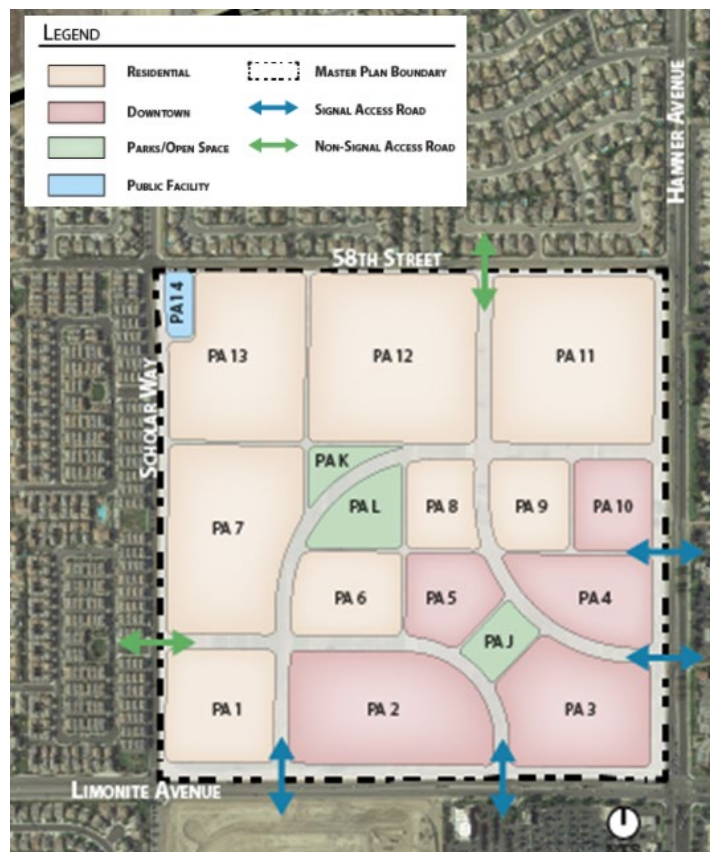 LEGEND
RESIDENTIAL
MASTER PLAN BOUNDARY
DOWNTOWN
SIGNAL ACCESS ROAD
PARKS/OPEN SPACE
NON-SIGNAL ACCESS ROAD
PUBLIC FACILITY
HAMNER AVENUE
58TH STREET
PA 14
PA 13
PA 12
PA 11
SCHOLAR WAY
PA K
PA L
PA 8
PA 9
PA 10
PA 7
PA 6
PA 5
PA 4
PA J
PA 1
PA 2
PA 3
LIMONITE AVENUE